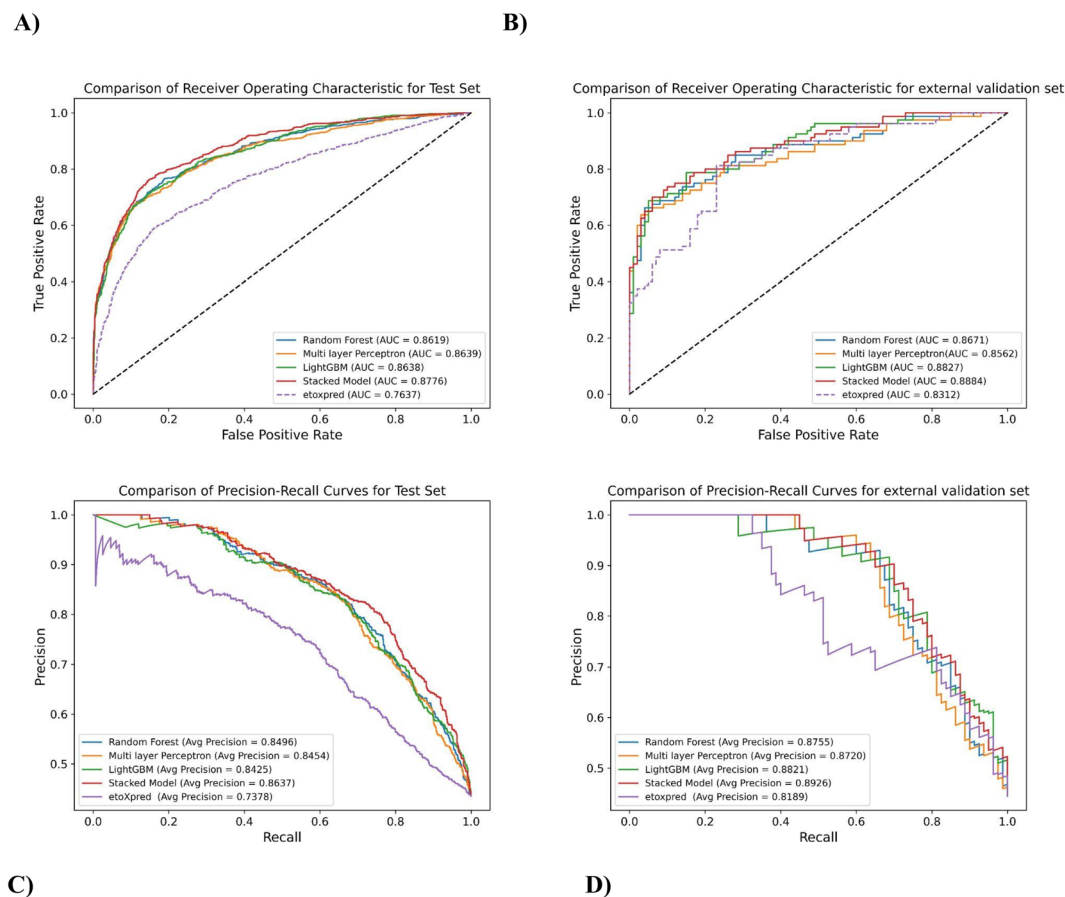 A)
B)
Comparison of Receiver Operating Characteristic for Test Set
True Positive Rate
1.0
0.8
0.6
0.4
0.2
0.0
Random Forest (AUC = 0.8619)
Multi layer Perceptron (AUC = 0.8639)
LightGBM (AUC = 0.8638)
Stacked Model (AUC = 0.8776)
etoxpred (AUC = 0.7637)
0.0 0.2 0.4 0.6 0.8 1.0
False Positive Rate
Comparison of Receiver Operating Characteristic for external validation set
True Positive Rate
1.0
0.8
0.6
0.4
0.2
0.0
Random Forest (AUC = 0.8671)
Multi layer Perceptron(AUC = 0.8562)
LightGBM (AUC = 0.8827)
Stacked Model (AUC = 0.8884)
etoxpred (AUC = 0.8312)
0.0 0.2 0.4 0.6 0.8 1.0
False Positive Rate
Comparison of Precision-Recall Curves for Test Set
Precision
1.0
0.9
0.8
0.7
0.6
0.5
Random Forest (Avg Precision = 0.8496)
Multi layer Perceptron (Avg Precision = 0.8454)
LightGBM (Avg Precision = 0.8425)
Stacked Model (Avg Precision = 0.8637)
etoXpred (Avg Precision = 0.7378)
0.0 0.2 0.4 0.6 0.8 1.0
Recall
Comparison of Precision-Recall Curves for external validation set
Precision
1.0
0.9
0.8
0.7
0.6
0.5
Random Forest (Avg Precision = 0.8755)
Multi layer Perceptron (Avg Precision = 0.8720)
LightGBM (Avg Precision = 0.8821)
Stacked Model (Avg Precision = 0.8926)
etoxpred (Avg Precision = 0.8189)
0.0 0.2 0.4 0.6 0.8 1.0
Recall
C)
D)